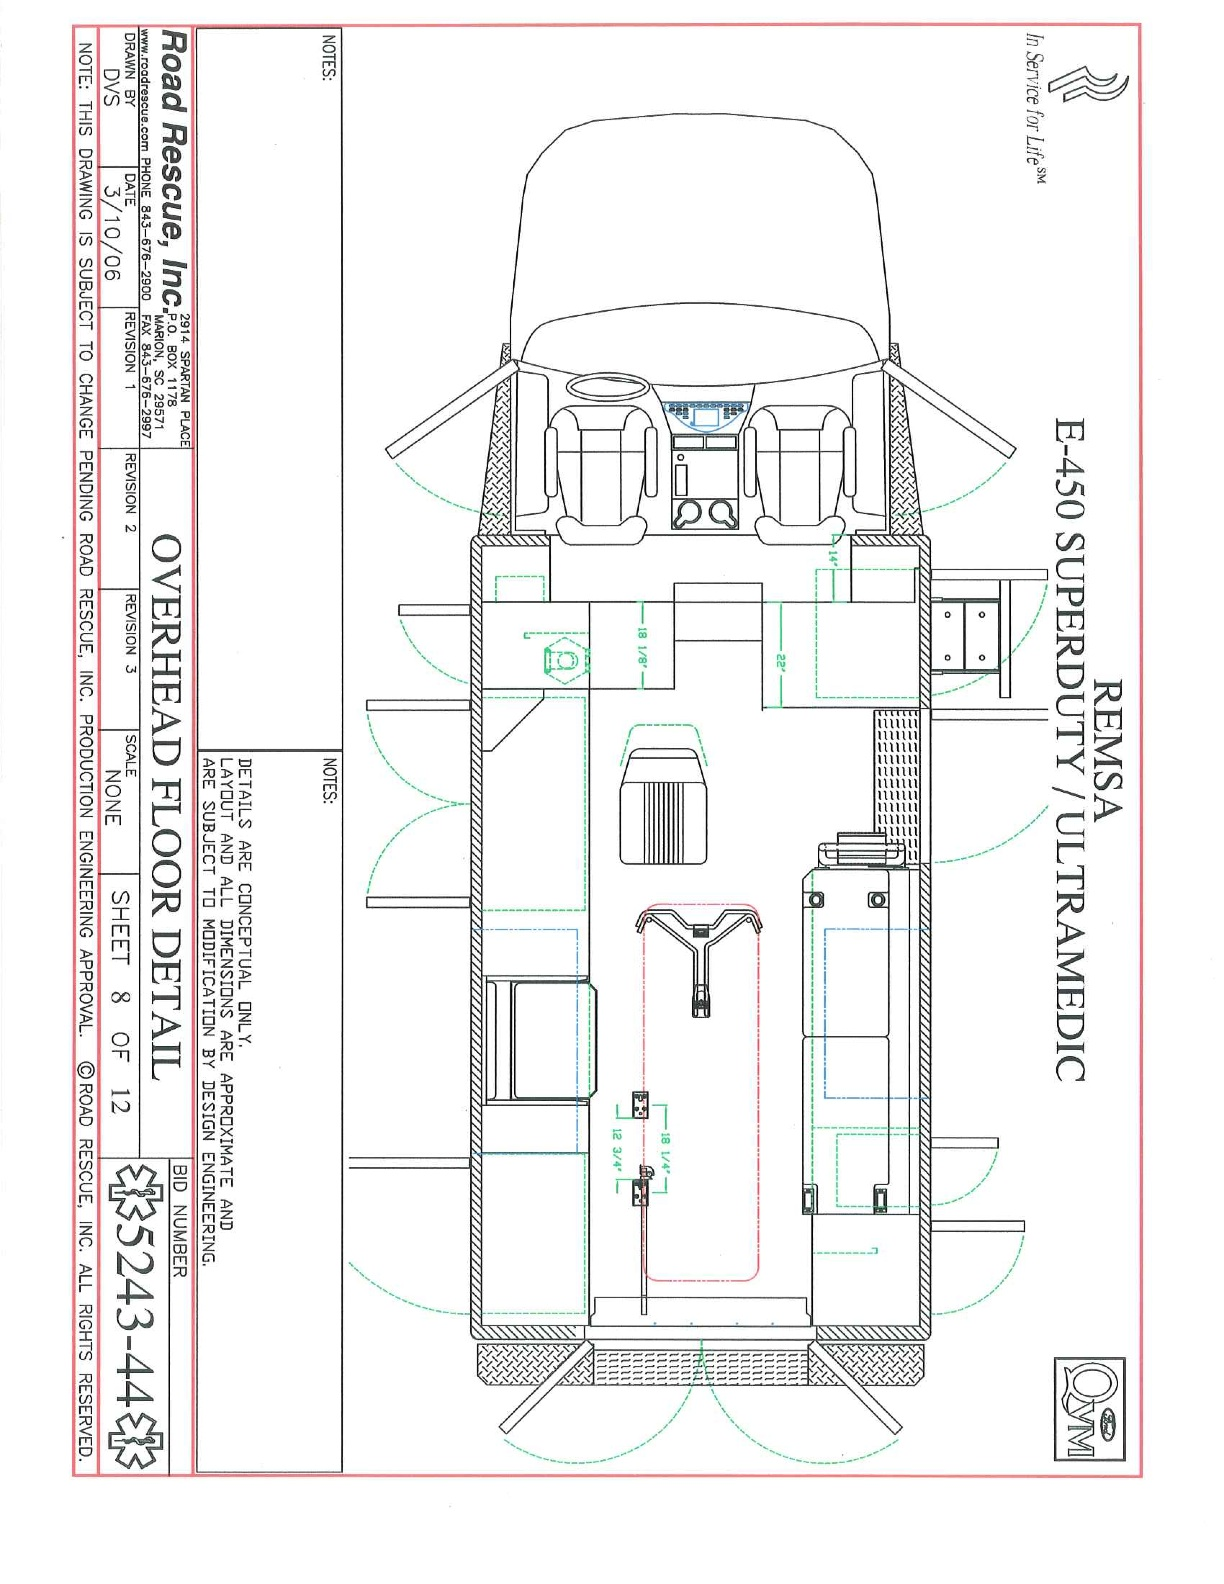 In Service for Life℠
REMSA
E-450 SUPERDUTY / ULTRAMEDIC
QVM
Ford
14"
18 1/8"
22"
18 1/4"
12 3/4"
NOTES:
NOTES:
DETAILS ARE CONCEPTUAL ONLY.
LAYOUT AND ALL DIMENSIONS ARE APPROXIMATE AND
ARE SUBJECT TO MODIFICATION BY DESIGN ENGINEERING.
Road Rescue, Inc.
2914 SPARTAN PLACE
P.O. BOX 1178
MARION, SC 29571
www.roadrescue.com PHONE 843-676-2900 FAX 843-676-2997
OVERHEAD FLOOR DETAIL
BID NUMBER
5243-44
DRAWN BY
DVS
DATE
3/10/06
REVISION 1
REVISION 2
REVISION 3
SCALE
NONE
SHEET 8 OF 12
NOTE: THIS DRAWING IS SUBJECT TO CHANGE PENDING ROAD RESCUE, INC. PRODUCTION ENGINEERING APPROVAL. ©ROAD RESCUE, INC. ALL RIGHTS RESERVED.